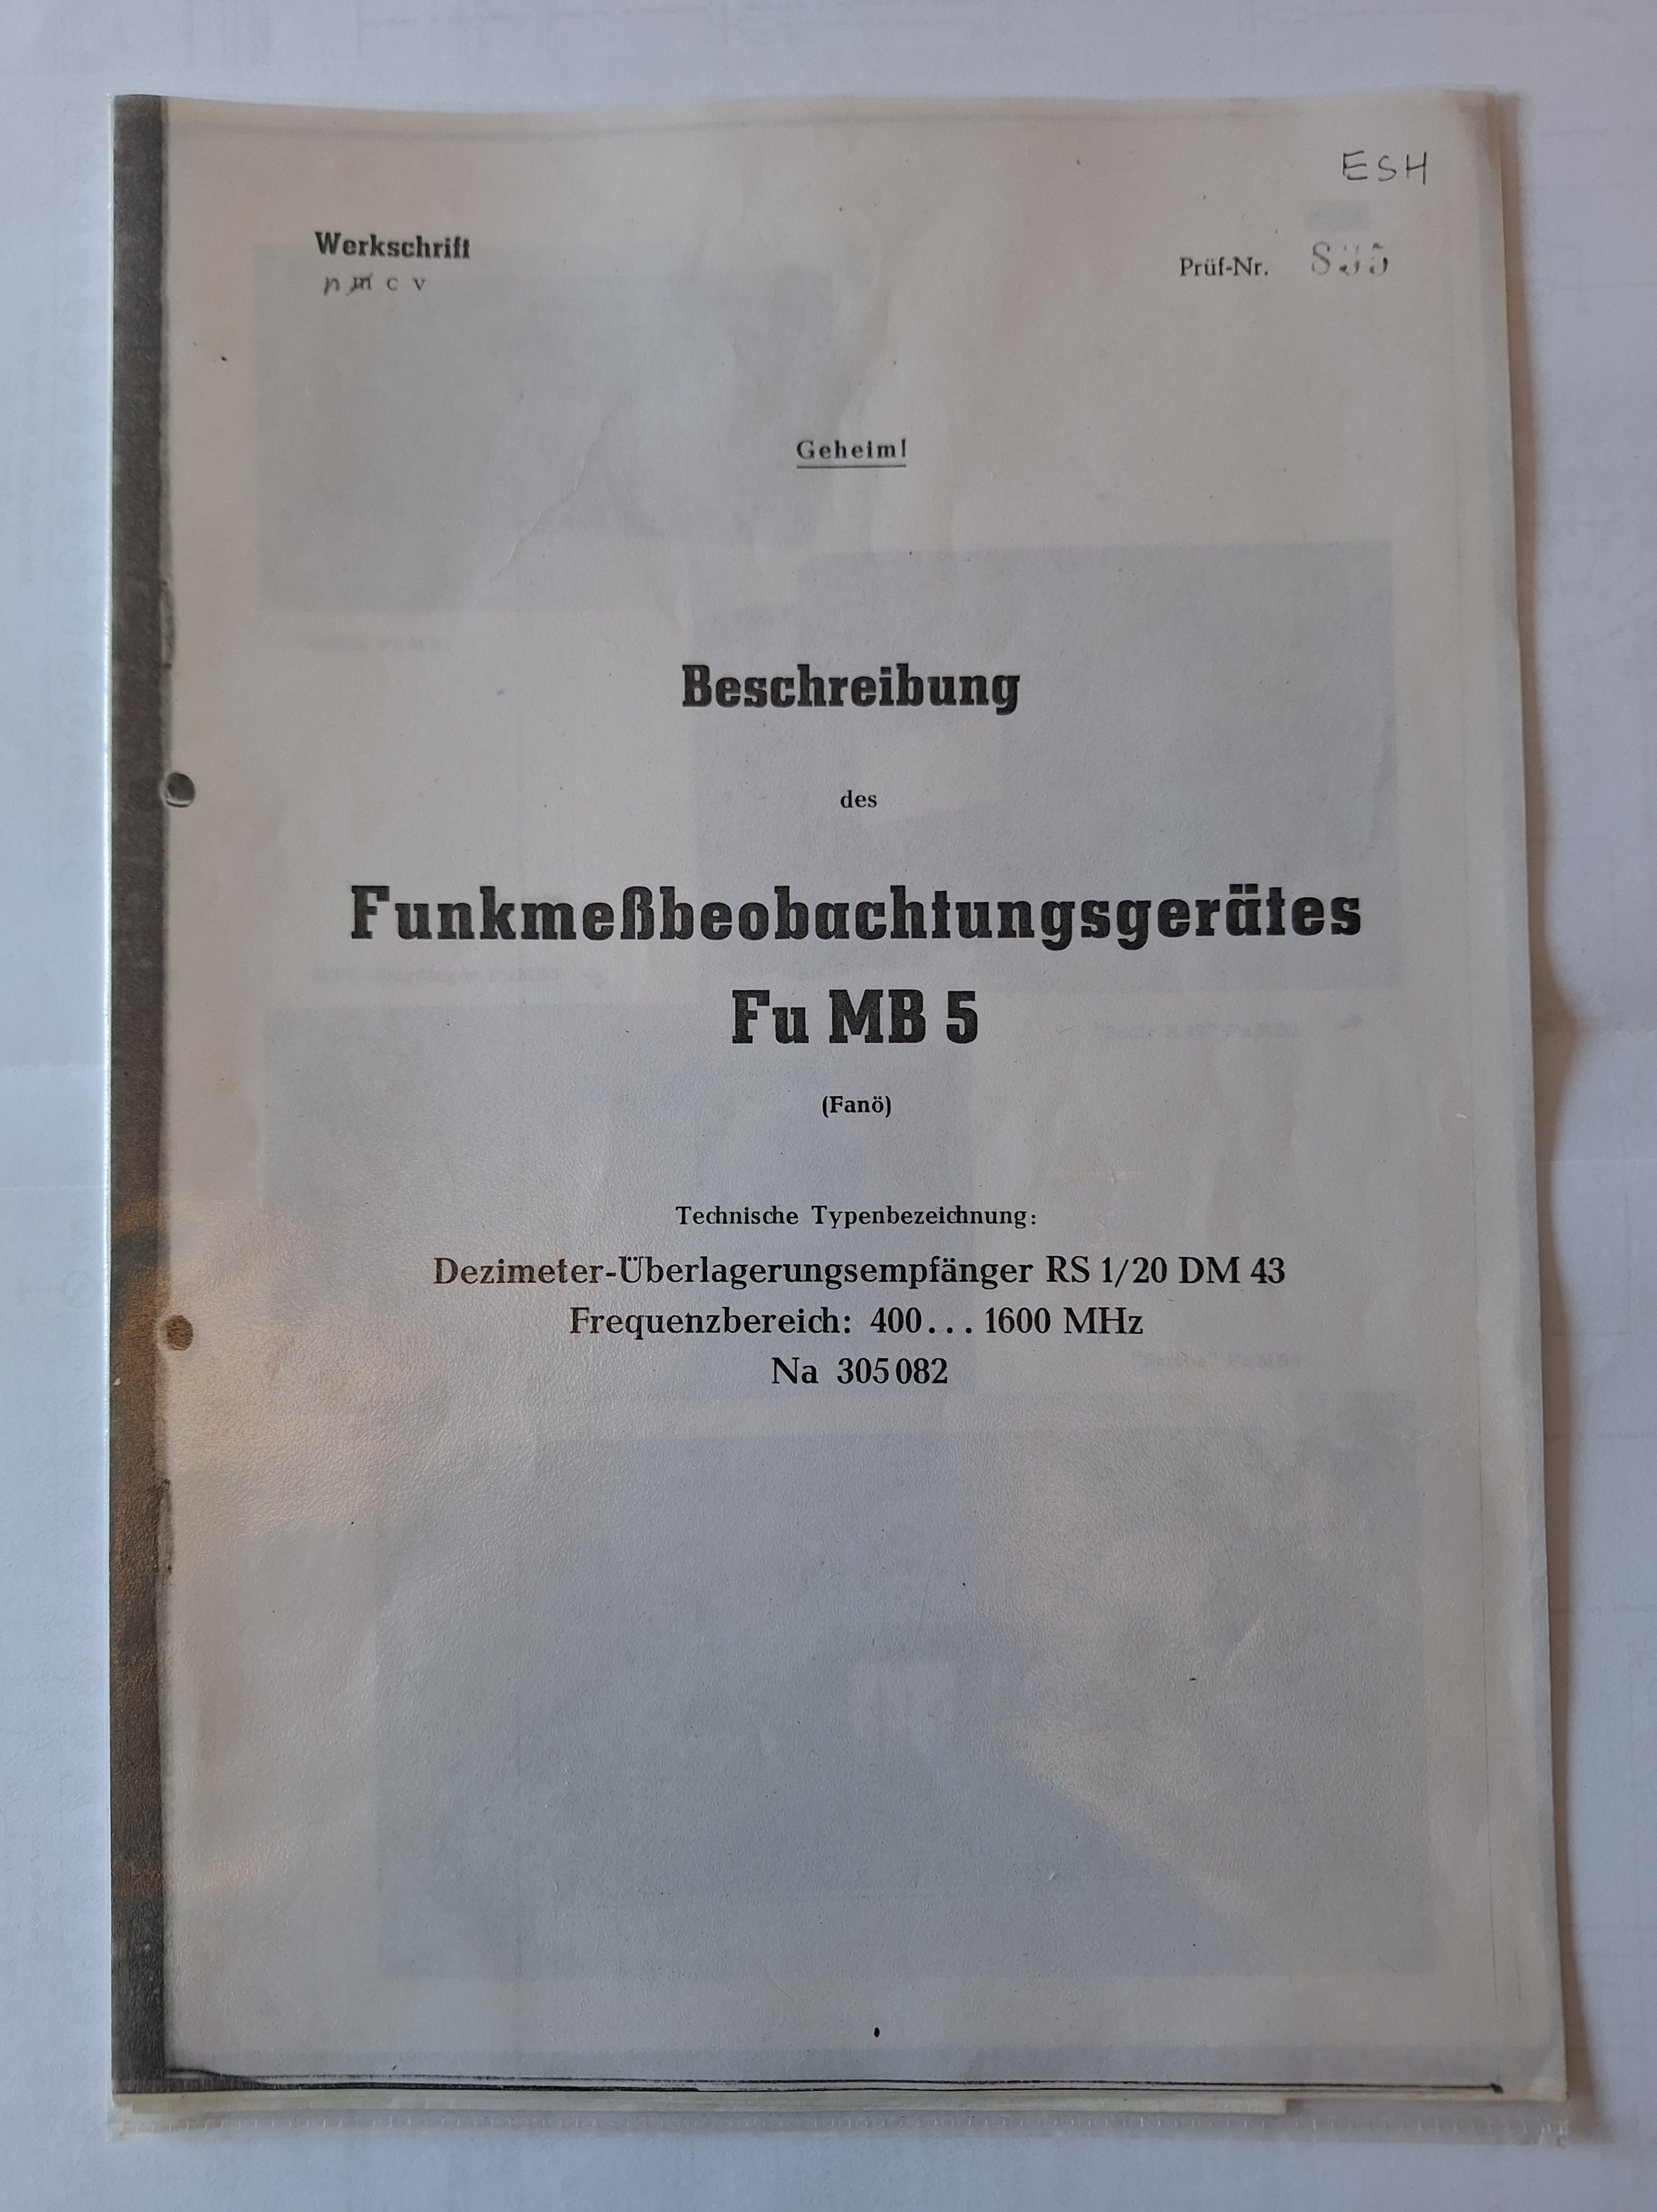 ESH
Werkschrift
n m c v
Prüf-Nr. 835
Geheim!
Beschreibung
des
Funkmeßbeobachtungsgerätes
Fu MB 5
(Fanö)
Technische Typenbezeichnung:
Dezimeter-Überlagerungsempfänger RS 1/20 DM 43
Frequenzbereich: 400... 1600 MHz
Na 305082